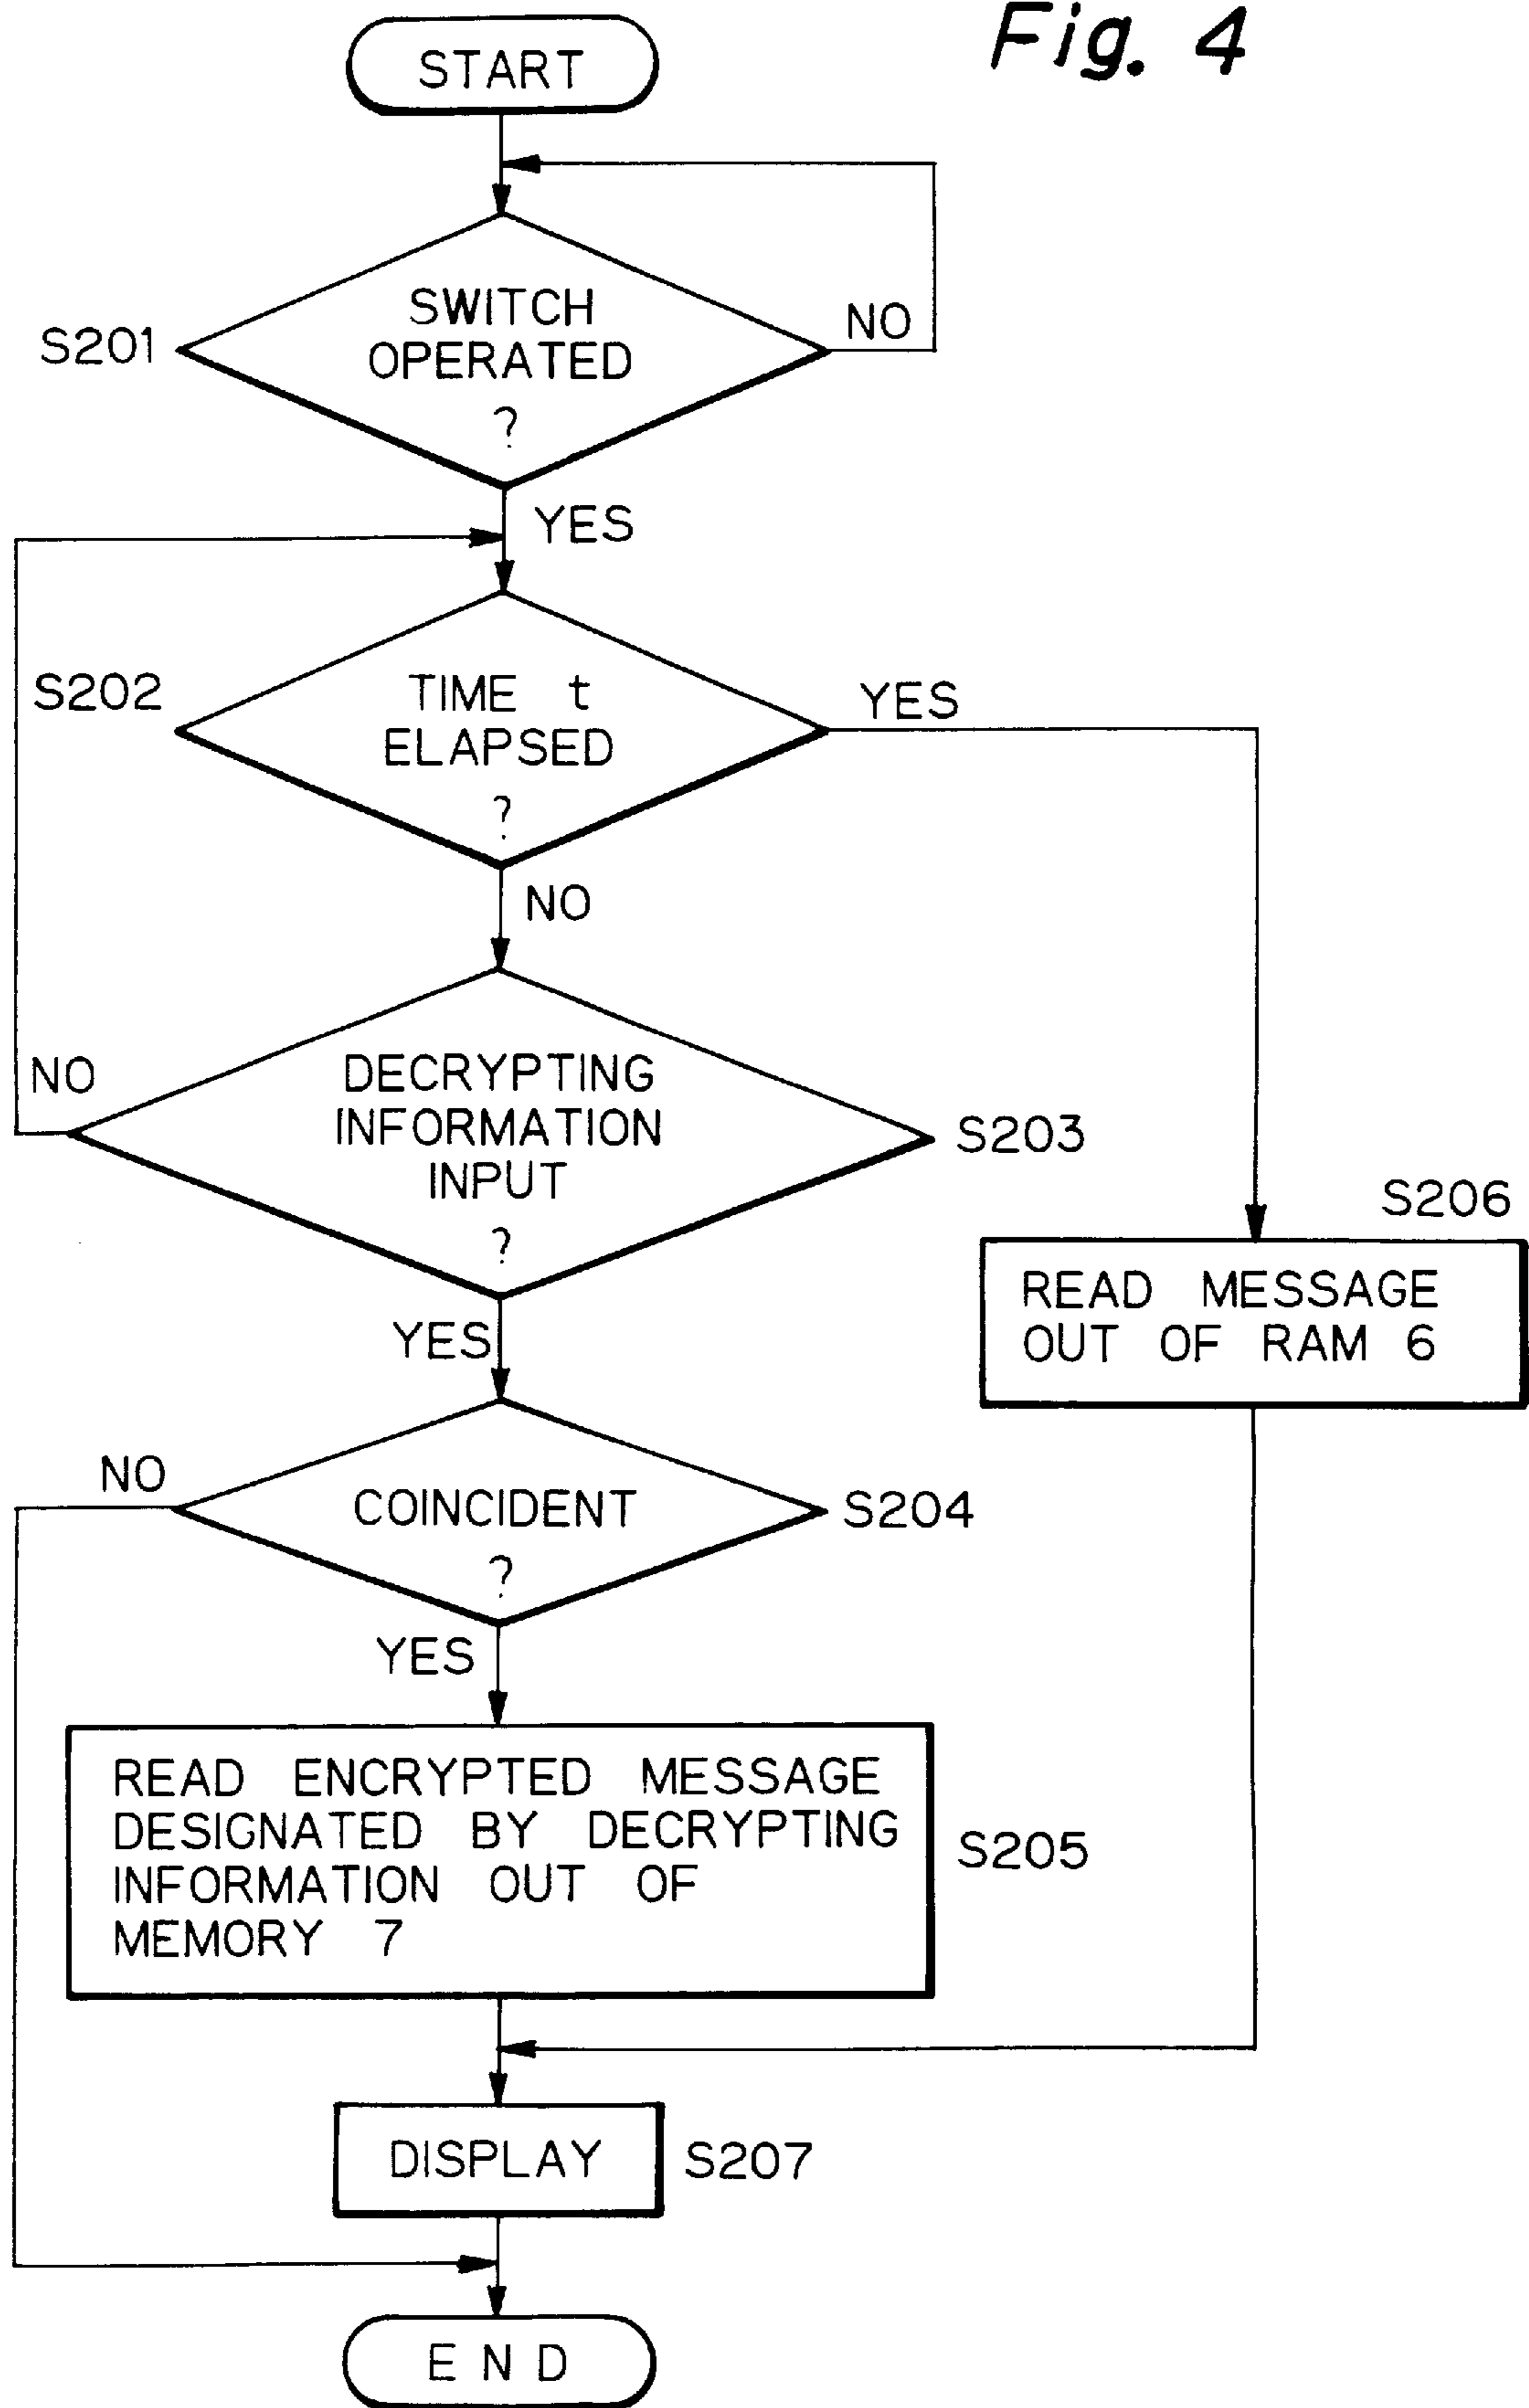 Fig. 4
START
S201
SWITCH
OPERATED
?
NO
YES
S202
TIME t
ELAPSED
?
YES
NO
DECRYPTING
INFORMATION
INPUT
?
NO
S203
YES
S206
READ MESSAGE
OUT OF RAM 6
NO
COINCIDENT
?
S204
YES
READ ENCRYPTED MESSAGE
DESIGNATED BY DECRYPTING
INFORMATION OUT OF
MEMORY 7
S205
DISPLAY
S207
END